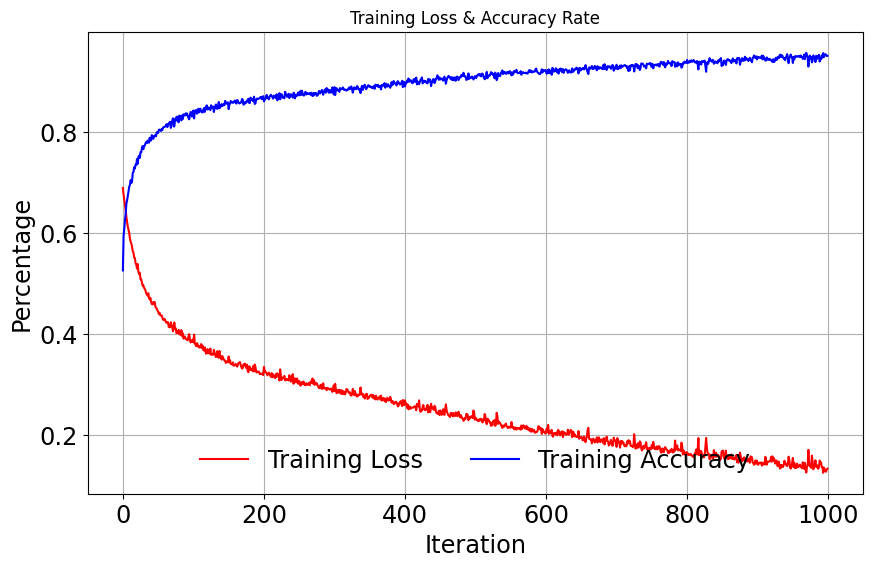 Training Loss & Accuracy Rate
Percentage
0.8
0.6
0.4
0.2
Training Loss
Training Accuracy
0 200 400 600 800 1000
Iteration